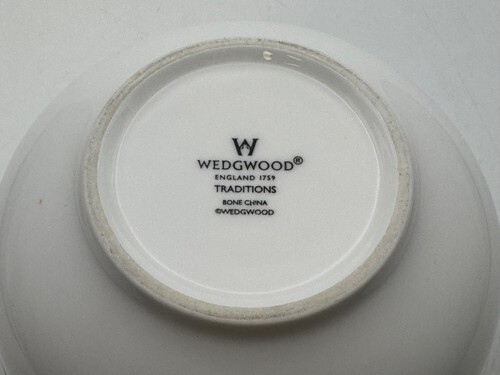 W
WEDGWOOD®
ENGLAND 1759
TRADITIONS
BONE CHINA
©WEDGWOOD